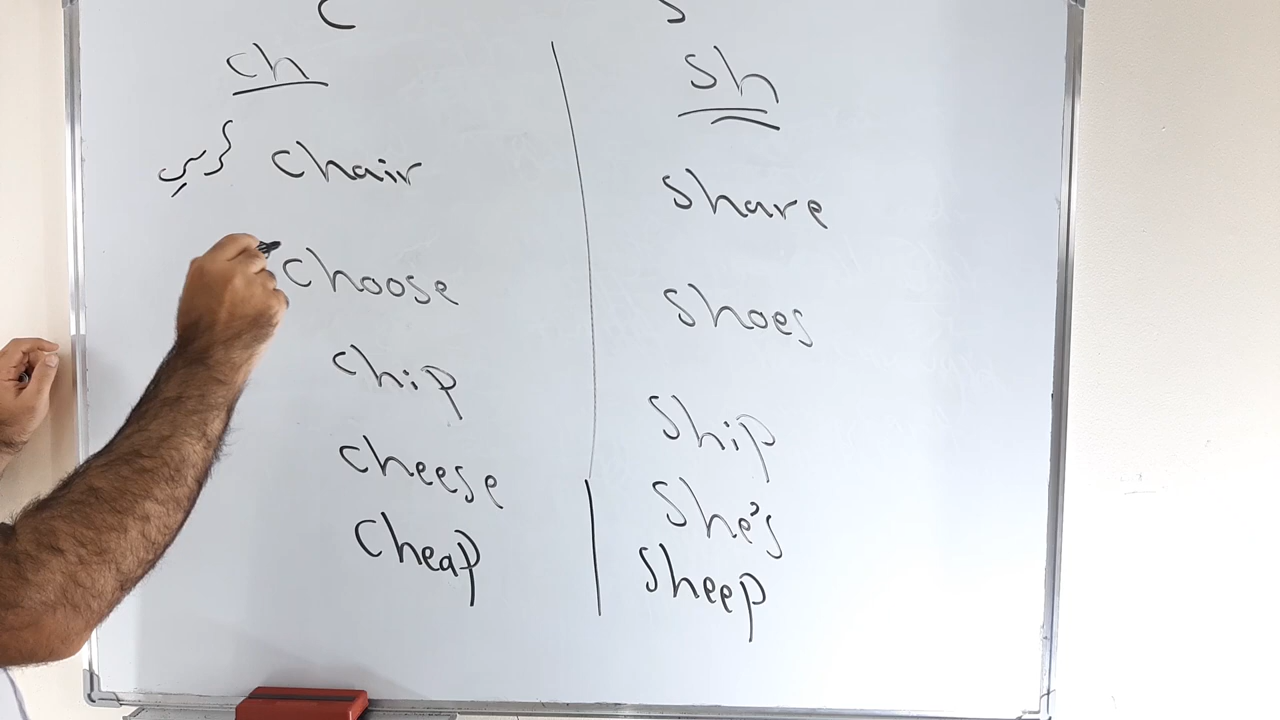 ch
كرسي chair
choose
chip
cheese
cheap
sh
share
shoes
ship
she's
sheep